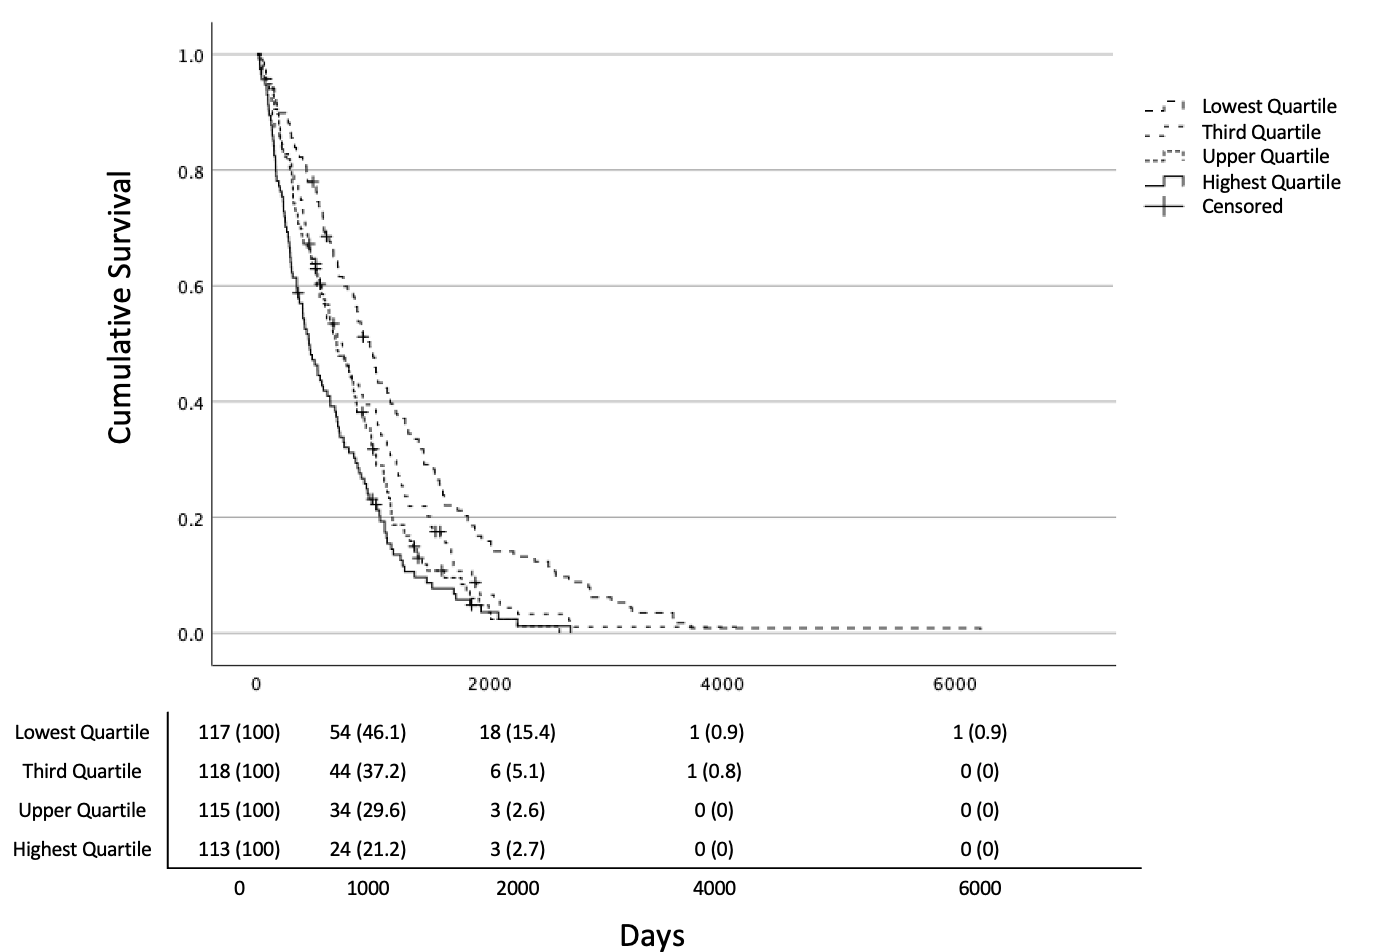 1.0
0.8
0.6
0.4
0.2
0.0
Cumulative Survival
Lowest Quartile
Third Quartile
Upper Quartile
Highest Quartile
Censored
0 2000 4000 6000
Lowest Quartile 117 (100) 54 (46.1) 18 (15.4) 1 (0.9) 1 (0.9)
Third Quartile 118 (100) 44 (37.2) 6 (5.1) 1 (0.8) 0 (0)
Upper Quartile 115 (100) 34 (29.6) 3 (2.6) 0 (0) 0 (0)
Highest Quartile 113 (100) 24 (21.2) 3 (2.7) 0 (0) 0 (0)
0 1000 2000 4000 6000
Days